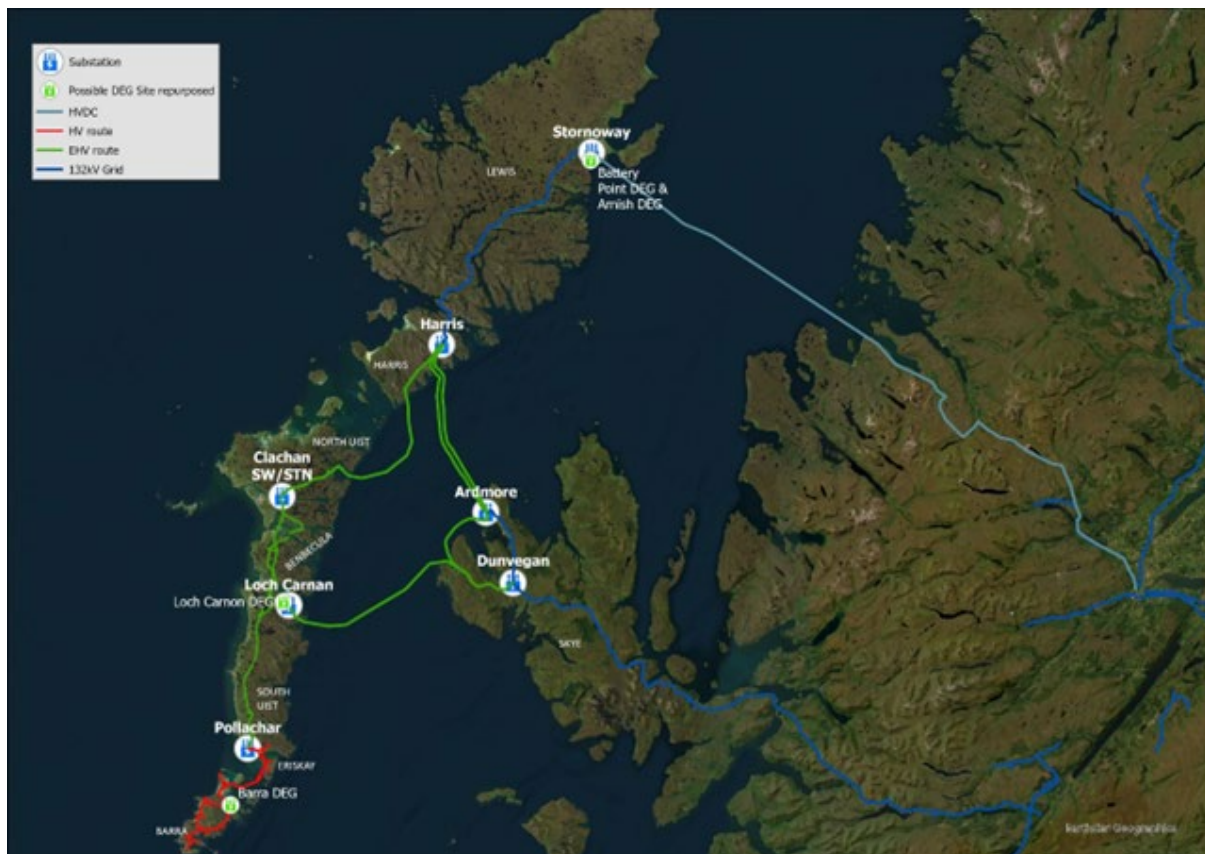 Substation
Possible DEG Site repurposed
HVDC
HV route
EHV route
132kV Grid
Stornoway
LEWIS
Battery
Point DEG &
Arnish DEG
Harris
HARRIS
NORTH UIST
Clachan
SW/STN
Ardmore
BENBECULA
Dunvegan
Loch Carnan
Loch Carnon DEG
SKYE
SOUTH
UIST
Pollachar
ERISKAY
Barra DEG
BARRA
Earthstar Geographics